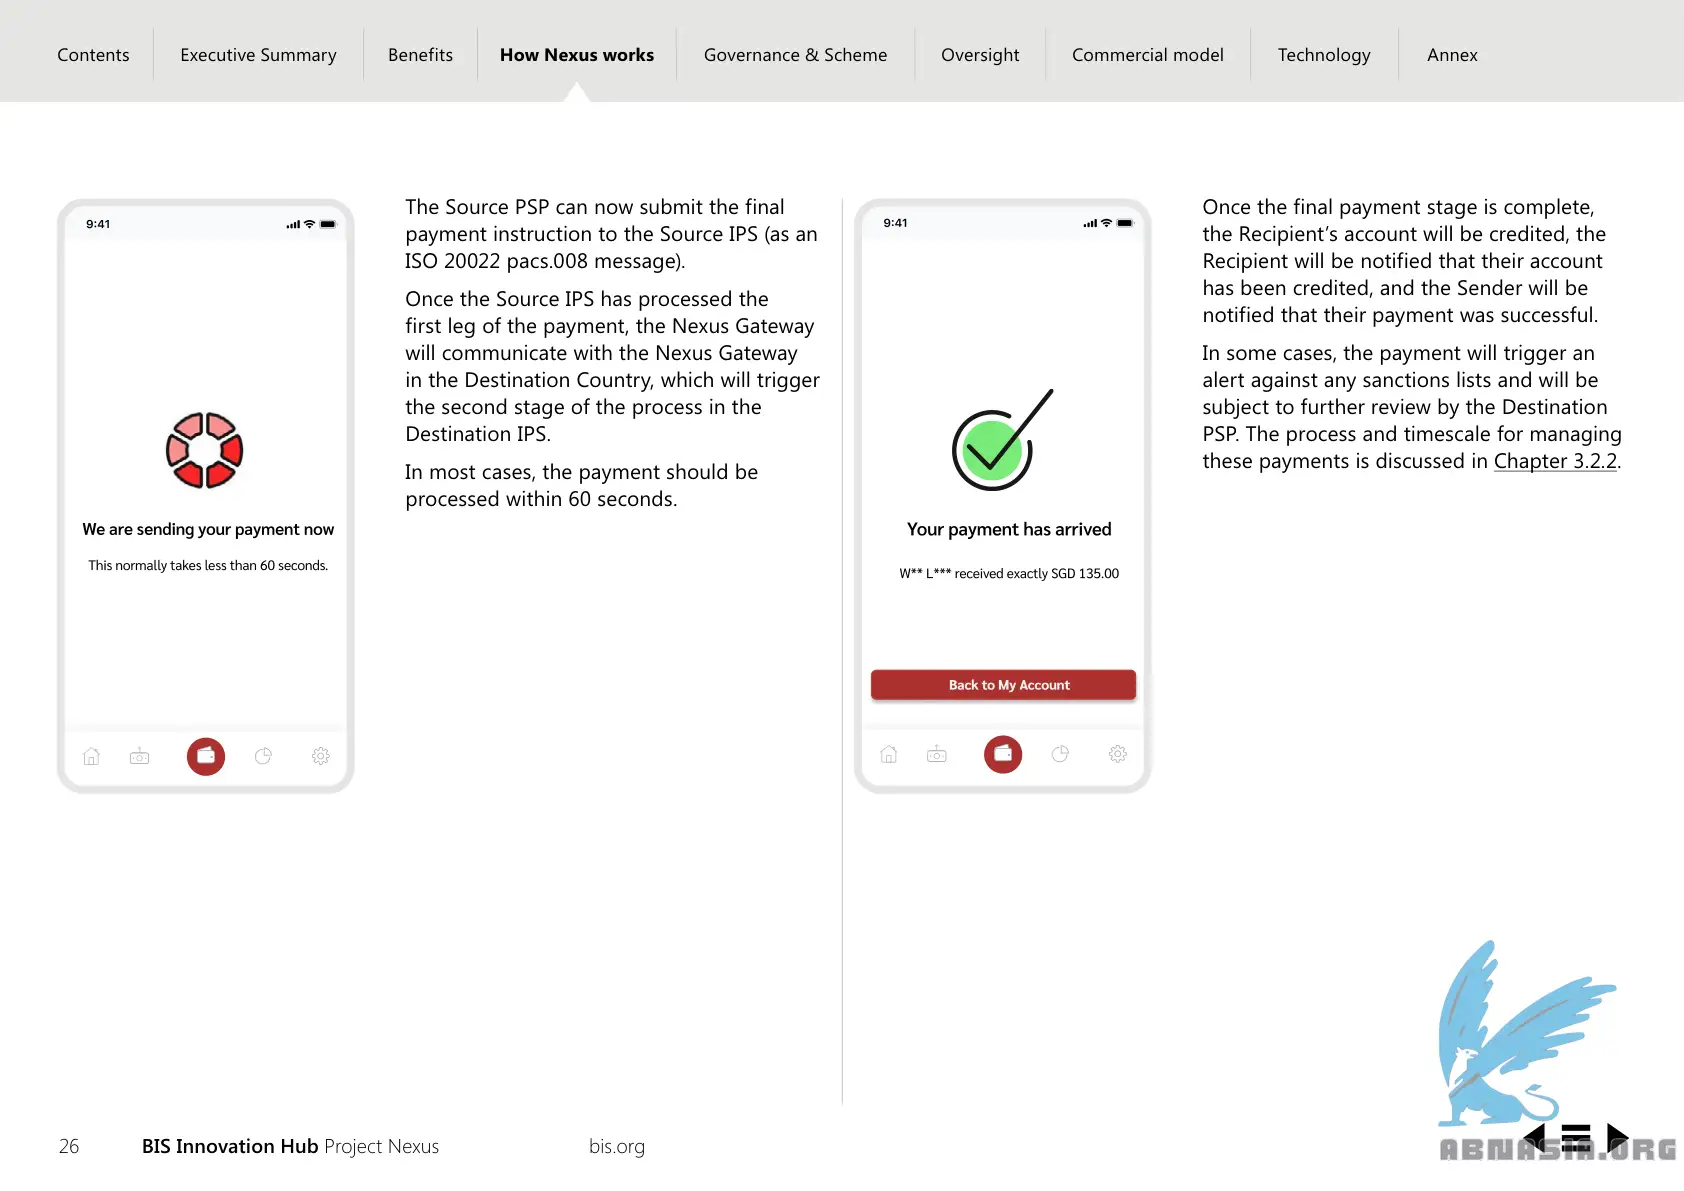 Contents
Executive Summary
Benefits
How Nexus works
Governance & Scheme
Oversight
Commercial model
Technology
Annex
9:41
We are sending your payment now
This normally takes less than 60 seconds.
The Source PSP can now submit the final
payment instruction to the Source IPS (as an
ISO 20022 pacs.008 message).
Once the Source IPS has processed the
first leg of the payment, the Nexus Gateway
will communicate with the Nexus Gateway
in the Destination Country, which will trigger
the second stage of the process in the
Destination IPS.
In most cases, the payment should be
processed within 60 seconds.
9:41
Your payment has arrived
W** L*** received exactly SGD 135.00
Back to My Account
Once the final payment stage is complete,
the Recipient’s account will be credited, the
Recipient will be notified that their account
has been credited, and the Sender will be
notified that their payment was successful.
In some cases, the payment will trigger an
alert against any sanctions lists and will be
subject to further review by the Destination
PSP. The process and timescale for managing
these payments is discussed in Chapter 3.2.2.
26
BIS Innovation Hub Project Nexus
bis.org
ABNASIA.ORG